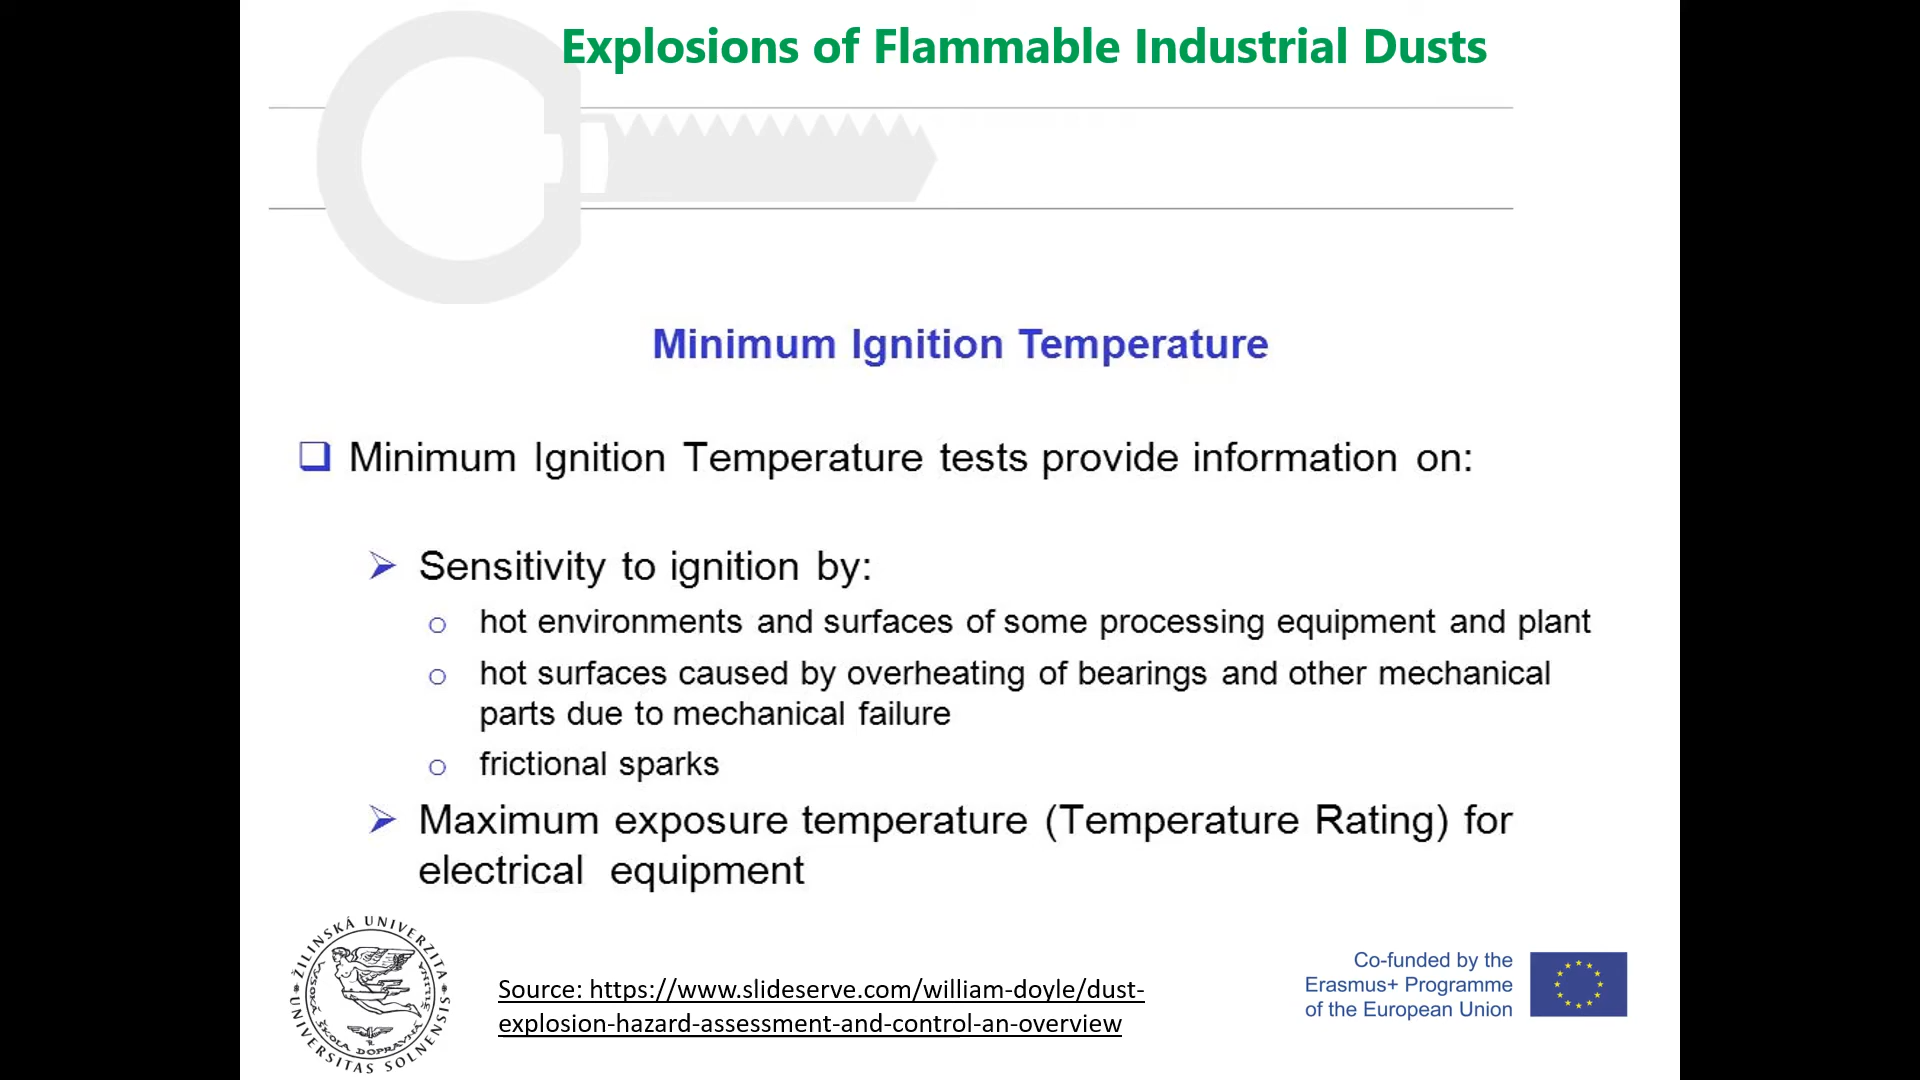 Explosions of Flammable Industrial Dusts
Minimum Ignition Temperature
Minimum Ignition Temperature tests provide information on:
Sensitivity to ignition by:
hot environments and surfaces of some processing equipment and plant
hot surfaces caused by overheating of bearings and other mechanical
parts due to mechanical failure
frictional sparks
Maximum exposure temperature (Temperature Rating) for
electrical equipment
ŽILINSKÁ UNIVERZITA
UNIVERSITAS SOLNENSIS
VYSOKÁ ŠKOLA DOPRAVNÁ
Source: https://www.slideserve.com/william-doyle/dust-
explosion-hazard-assessment-and-control-an-overview
Co-funded by the
Erasmus+ Programme
of the European Union